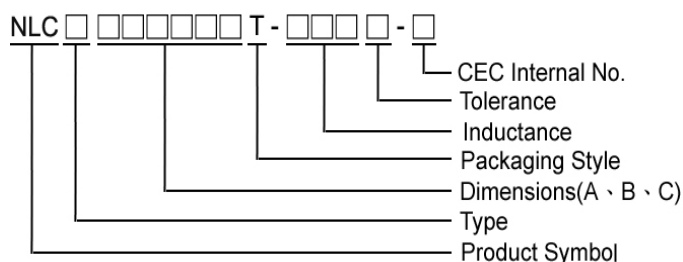 NLC □ □□□□□□ T - □□□ □ - □
CEC Internal No.
Tolerance
Inductance
Packaging Style
Dimensions(A、B、C)
Type
Product Symbol